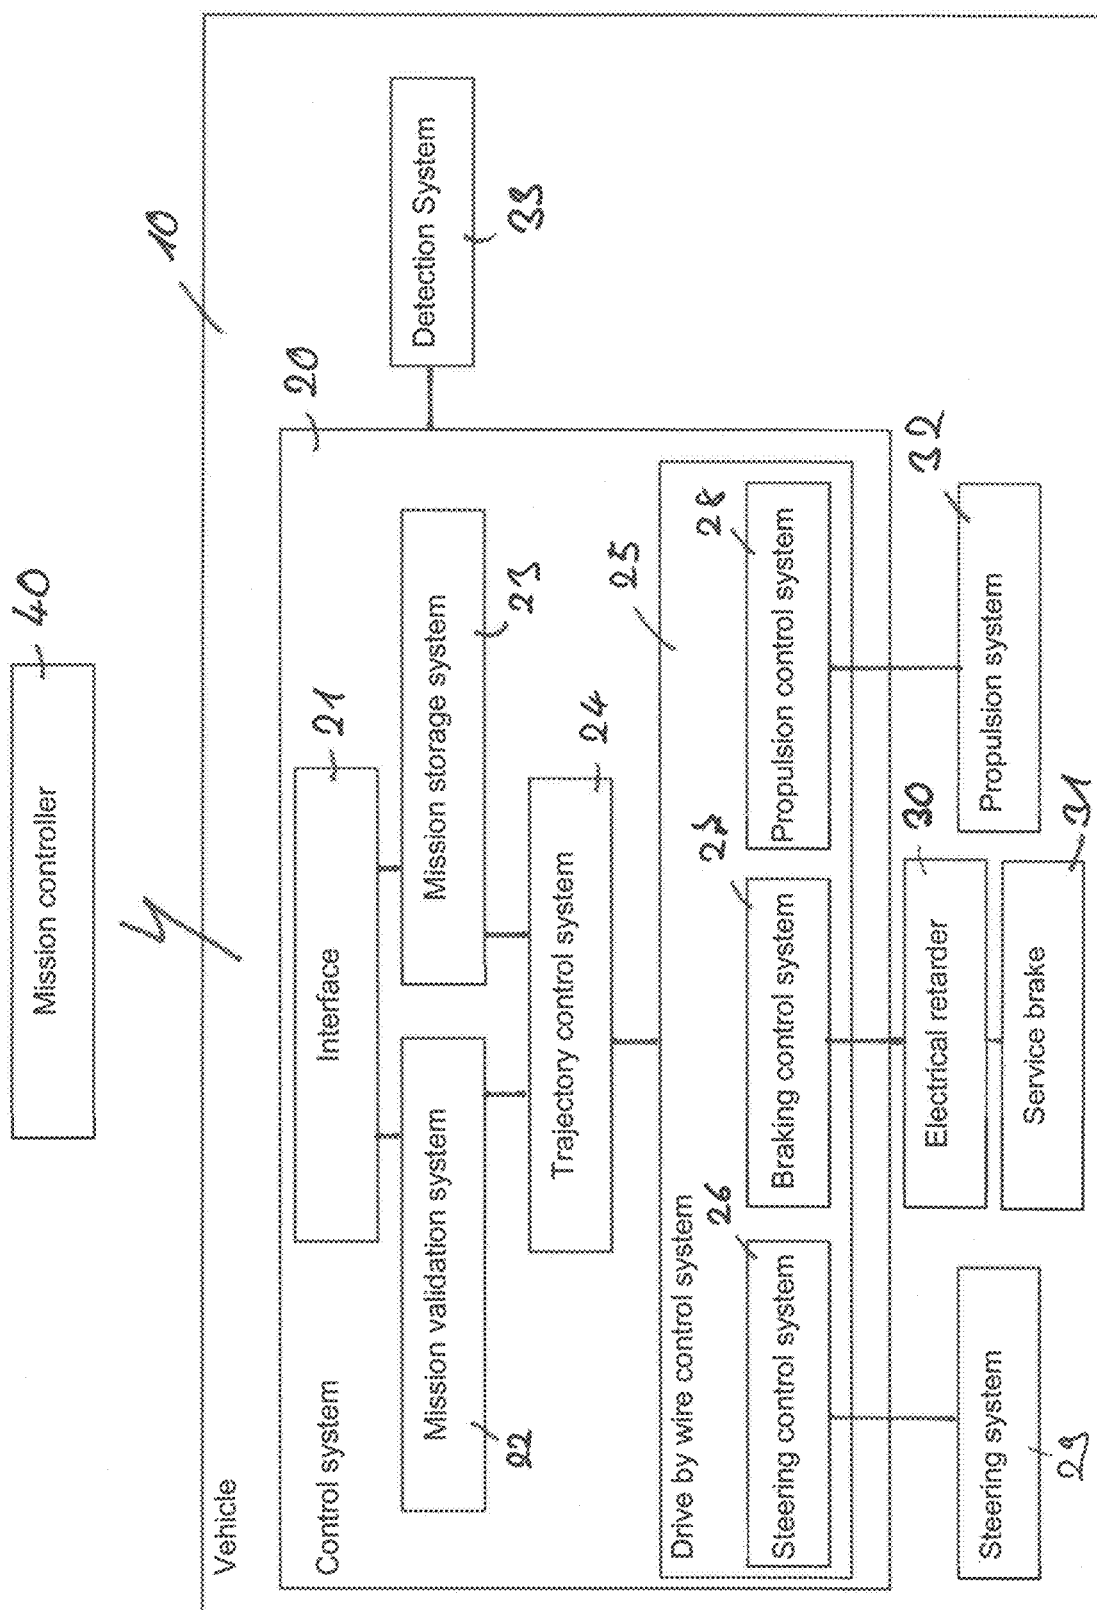 Mission controller
40
10
Vehicle
Control system
20
Interface
21
Detection System
33
Mission validation system
22
Mission storage system
23
Trajectory control system
24
Drive by wire control system
25
Steering control system
26
Braking control system
Propulsion control system
28
Steering system
29
Electrical retarder
30
Service brake
31
Propulsion system
32